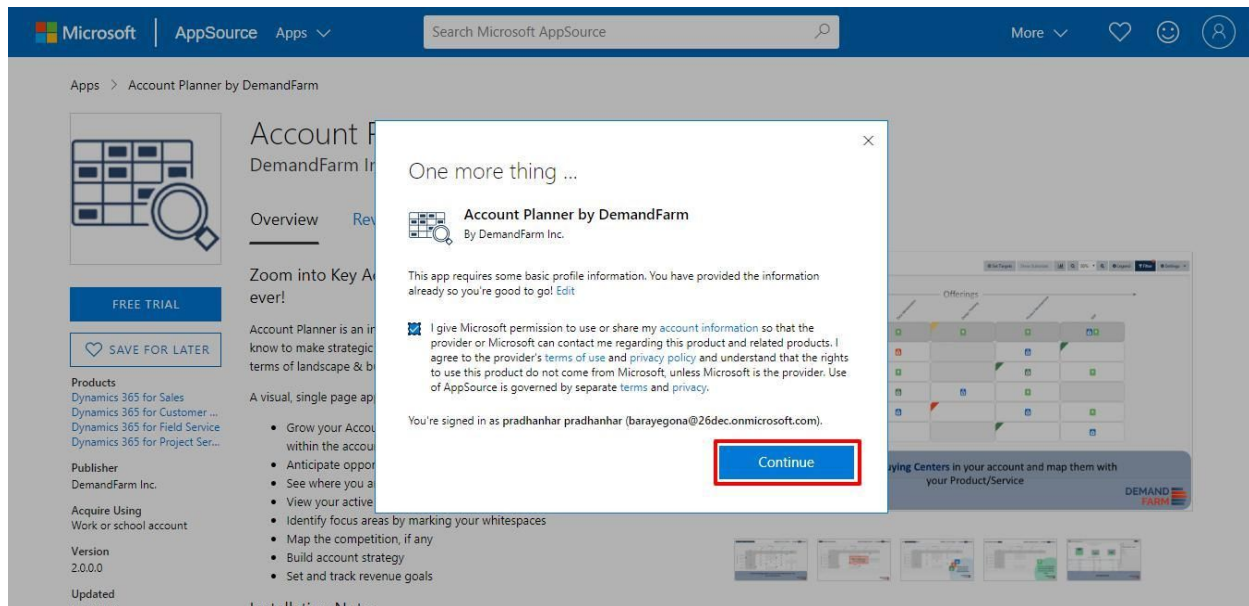 Microsoft AppSource Apps Search Microsoft AppSource More
Apps > Account Planner by DemandFarm
Account P
DemandFarm In
Overview Rev
Zoom into Key A
ever!
Account Planner is an in
know to make strategic
terms of landscape & b
A visual, single page ap
• Grow your Accou
within the accou
• Anticipate oppor
• See where you a
• View your active
• Identify focus areas by marking your whitespaces
• Map the competition, if any
• Build account strategy
• Set and track revenue goals
FREE TRIAL
SAVE FOR LATER
Products
Dynamics 365 for Sales
Dynamics 365 for Customer ...
Dynamics 365 for Field Service
Dynamics 365 for Project Ser...
Publisher
DemandFarm Inc.
Acquire Using
Work or school account
Version
2.0.0.0
Updated
One more thing ...
Account Planner by DemandFarm
By DemandFarm Inc.
This app requires some basic profile information. You have provided the information
already so you're good to go! Edit
I give Microsoft permission to use or share my account information so that the
provider or Microsoft can contact me regarding this product and related products. I
agree to the provider's terms of use and privacy policy and understand that the rights
to use this product do not come from Microsoft, unless Microsoft is the provider. Use
of AppSource is governed by separate terms and privacy.
You're signed in as pradhanhar pradhanhar (barayegona@26dec.onmicrosoft.com).
Continue
Offerings
uying Centers in your account and map them with
your Product/Service
DEMAND
FARM